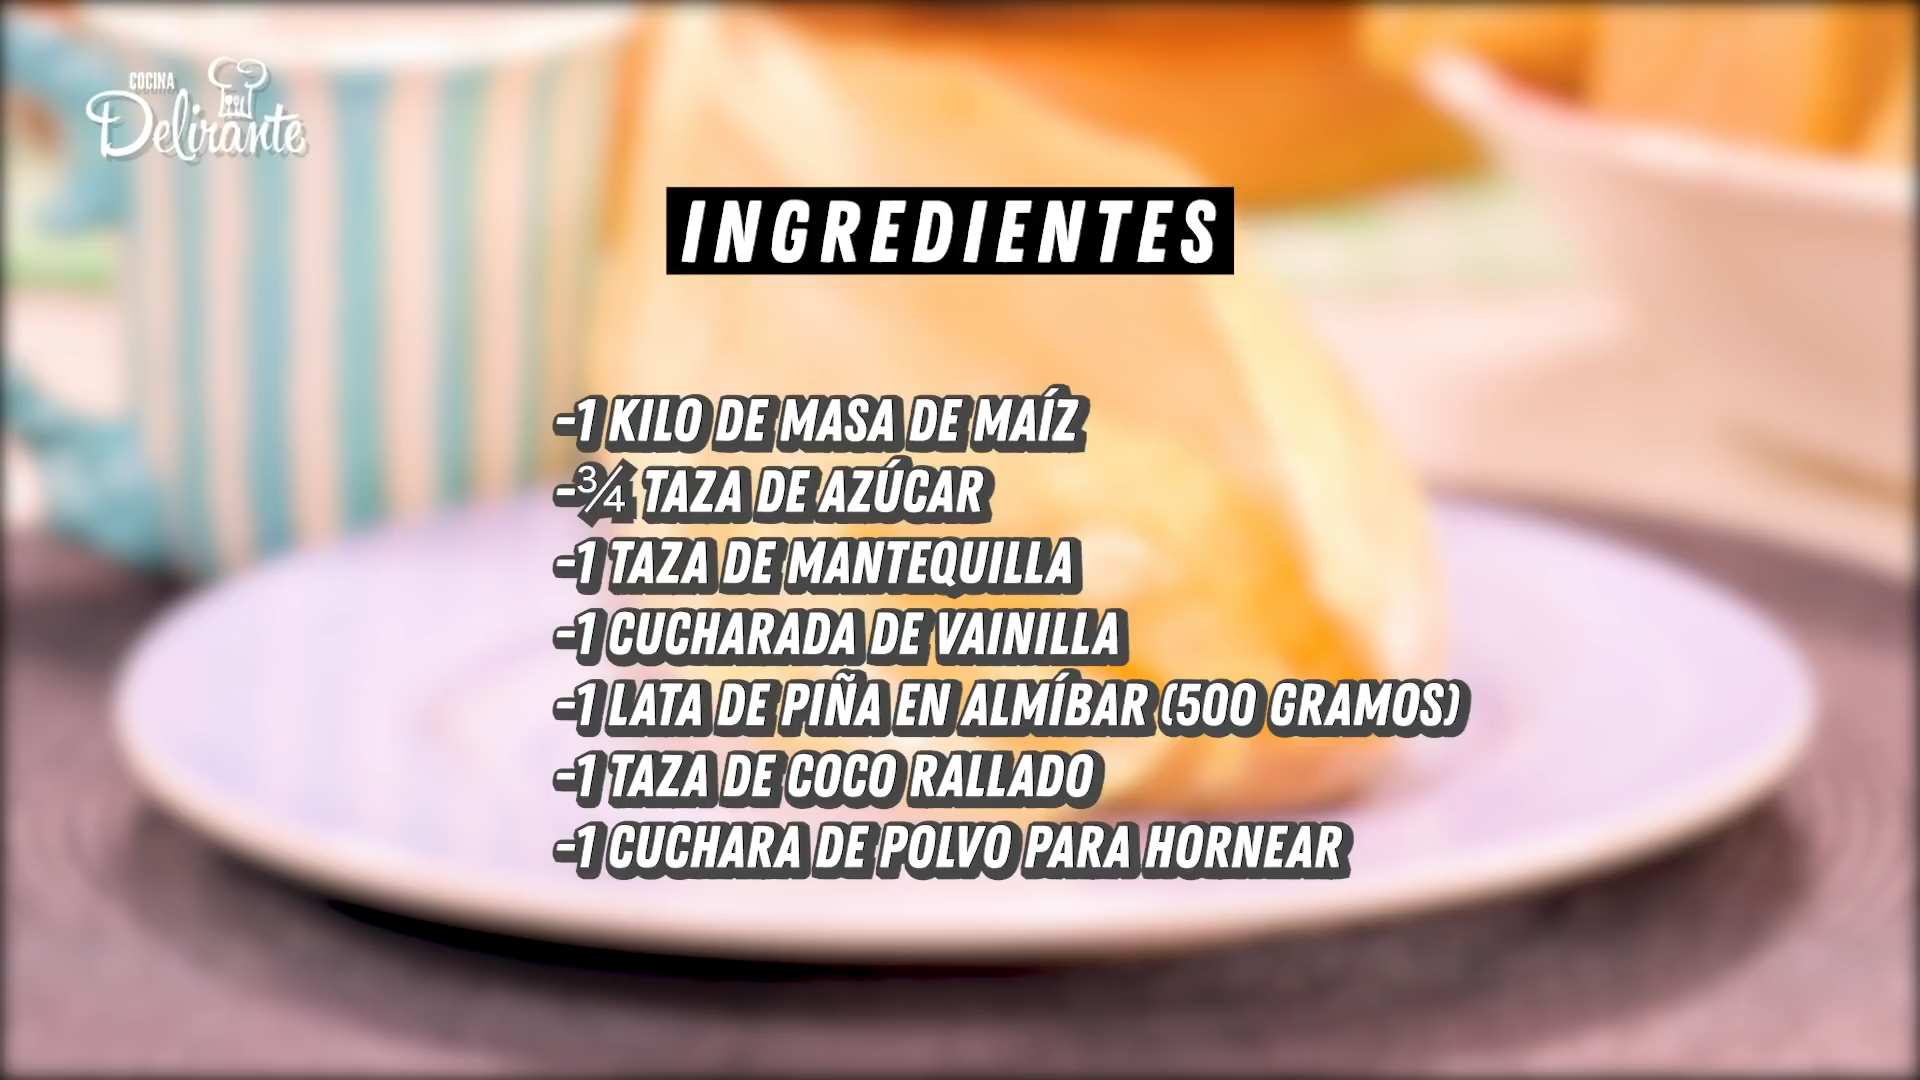 COCINA
Delirante
INGREDIENTES
-1 KILO DE MASA DE MAÍZ
-¾ TAZA DE AZÚCAR
-1 TAZA DE MANTEQUILLA
-1 CUCHARADA DE VAINILLA
-1 LATA DE PIÑA EN ALMÍBAR (500 GRAMOS)
-1 TAZA DE COCO RALLADO
-1 CUCHARA DE POLVO PARA HORNEAR